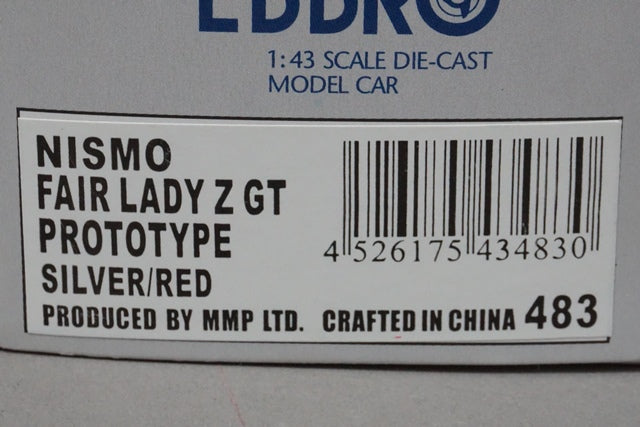 EBBRO
1:43 SCALE DIE-CAST
MODEL CAR
NISMO
FAIR LADY Z GT
PROTOTYPE
SILVER/RED
4 526175 434830
PRODUCED BY MMP LTD. CRAFTED IN CHINA 483